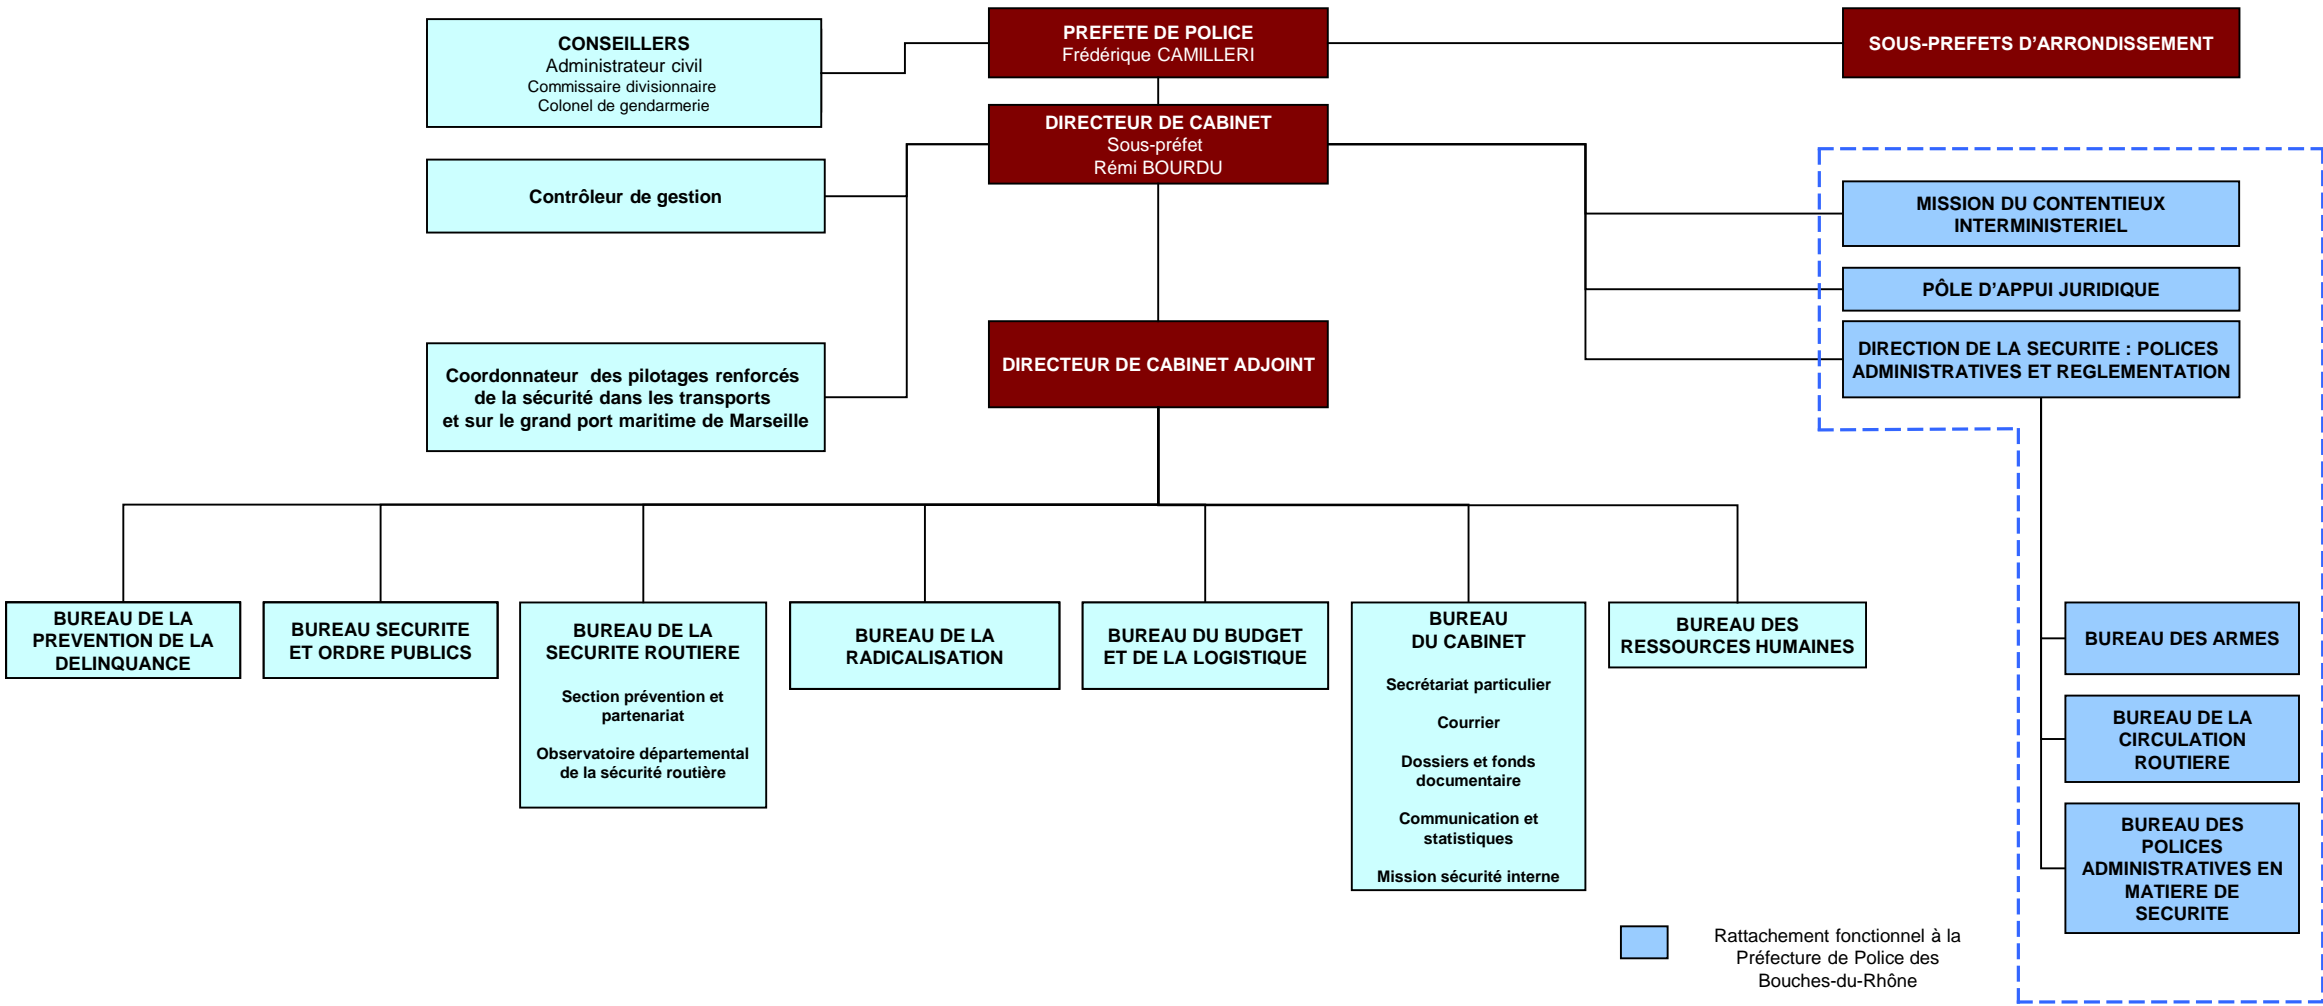 CONSEILLERS
Administrateur civil
Commissaire divisionnaire
Colonel de gendarmerie
PREFETE DE POLICE
Frédérique CAMILLERI
SOUS-PREFETS D'ARRONDISSEMENT
DIRECTEUR DE CABINET
Sous-préfet
Rémi BOURDU
Contrôleur de gestion
MISSION DU CONTENTIEUX
INTERMINISTERIEL
PÔLE D'APPUI JURIDIQUE
DIRECTION DE LA SECURITE : POLICES
ADMINISTRATIVES ET REGLEMENTATION
DIRECTEUR DE CABINET ADJOINT
Coordonnateur des pilotages renforcés
de la sécurité dans les transports
et sur le grand port maritime de Marseille
BUREAU DE LA
PREVENTION DE LA
DELINQUANCE
BUREAU SECURITE
ET ORDRE PUBLICS
BUREAU DE LA
SECURITE ROUTIERE
Section prévention et
partenariat
Observatoire départemental
de la sécurité routière
BUREAU DE LA
RADICALISATION
BUREAU DU BUDGET
ET DE LA LOGISTIQUE
BUREAU
DU CABINET
Secrétariat particulier
Courrier
Dossiers et fonds
documentaire
Communication et
statistiques
Mission sécurité interne
BUREAU DES
RESSOURCES HUMAINES
BUREAU DES ARMES
BUREAU DE LA
CIRCULATION
ROUTIERE
BUREAU DES
POLICES
ADMINISTRATIVES EN
MATIERE DE
SECURITE
Rattachement fonctionnel à la
Préfecture de Police des
Bouches-du-Rhône